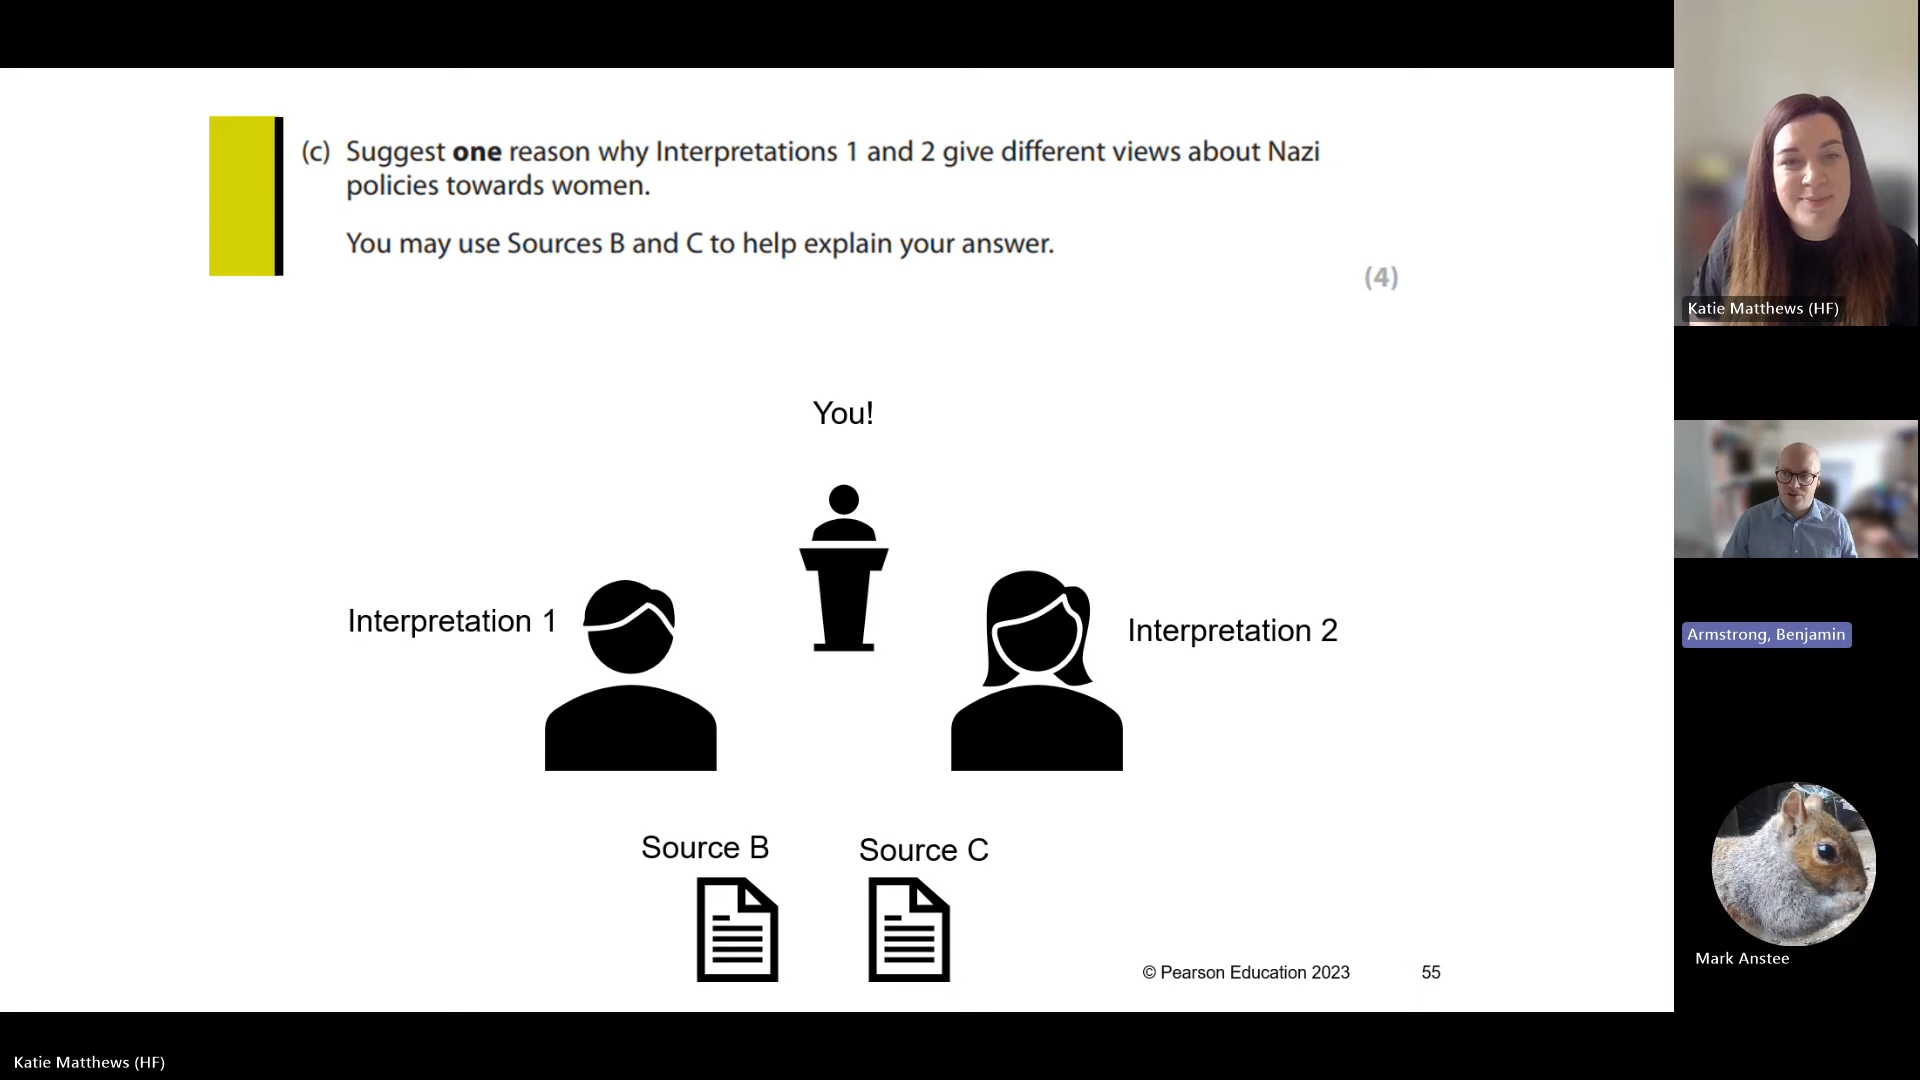 (c) Suggest one reason why Interpretations 1 and 2 give different views about Nazi
policies towards women.
You may use Sources B and C to help explain your answer.
(4)
You!
Interpretation 1
Interpretation 2
Source B
Source C
© Pearson Education 2023
55
Katie Matthews (HF)
Armstrong, Benjamin
Mark Anstee
Katie Matthews (HF)